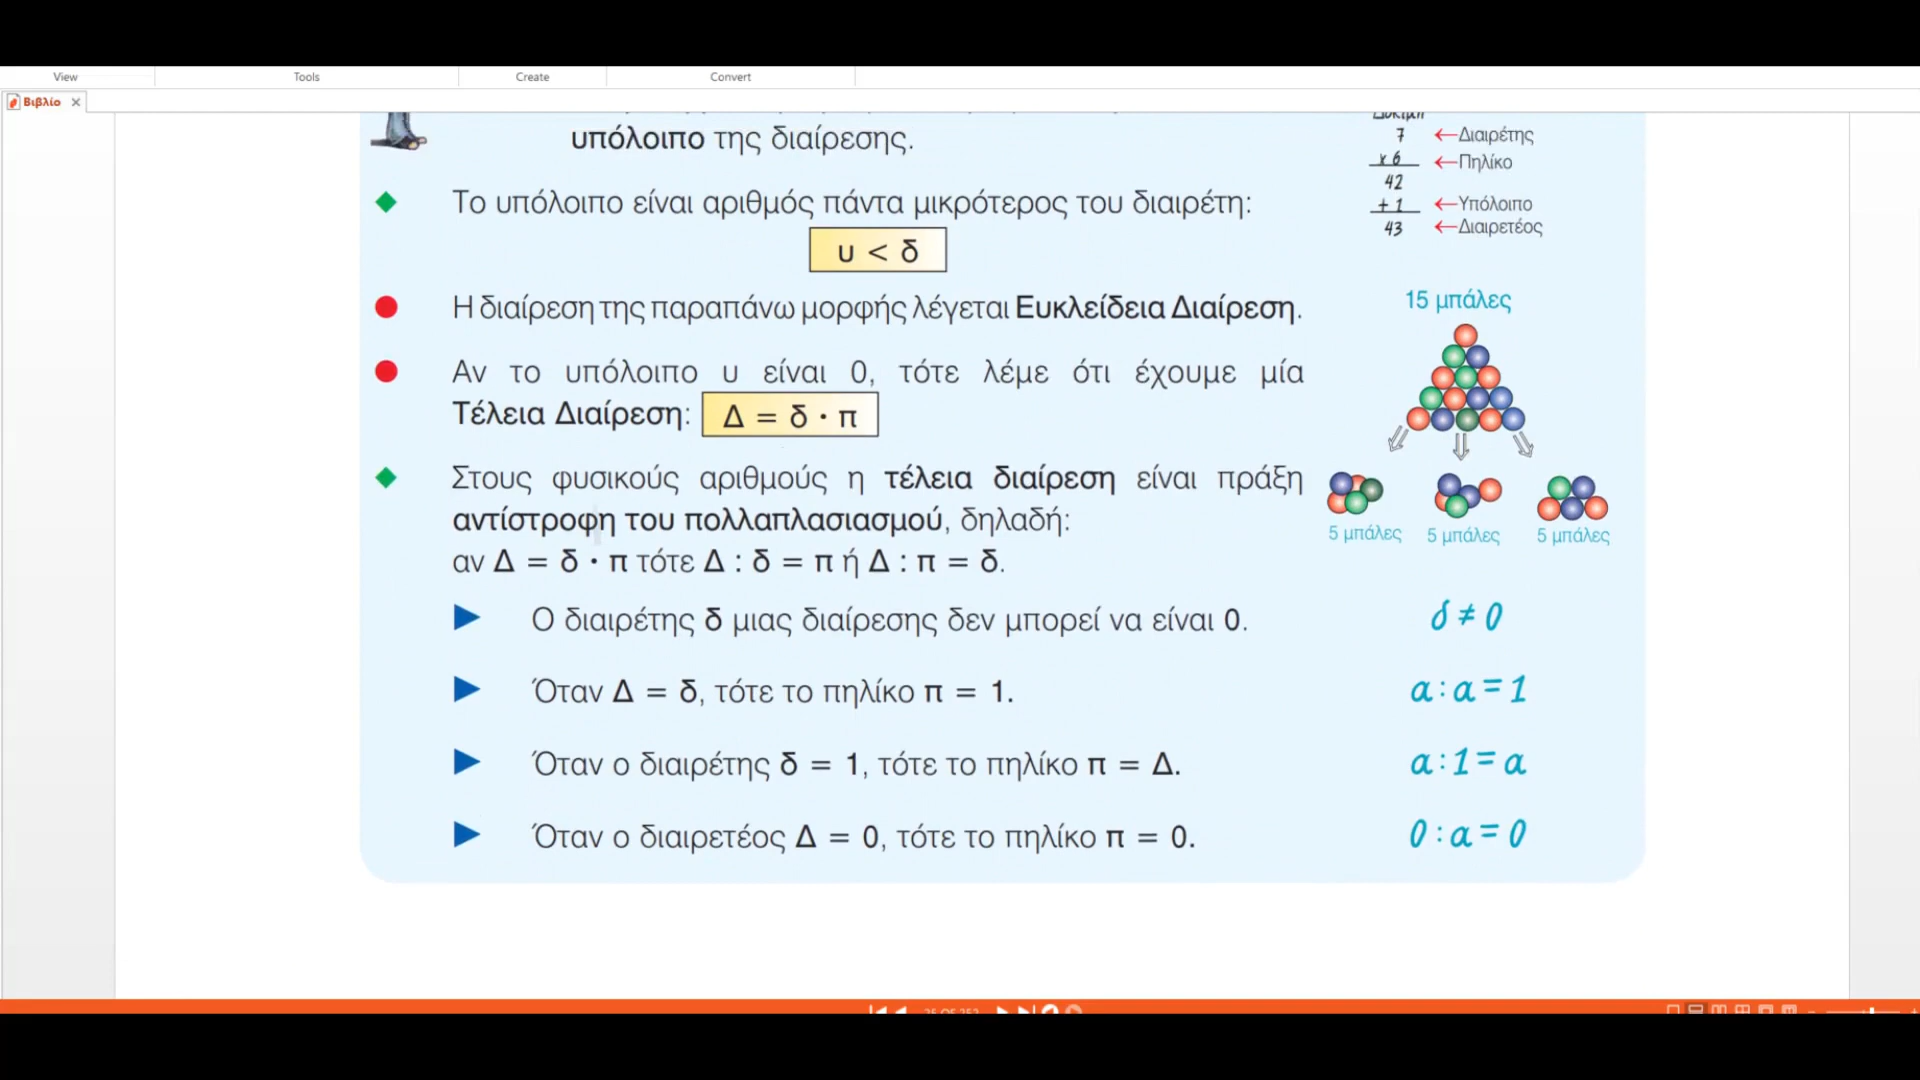 View Tools Create Convert
Βιβλίο
υπόλοιπο της διαίρεσης.
Το υπόλοιπο είναι αριθμός πάντα μικρότερος του διαιρέτη:
υ < δ
Η διαίρεση της παραπάνω μορφής λέγεται Ευκλείδεια Διαίρεση.
Αν το υπόλοιπο υ είναι 0, τότε λέμε ότι έχουμε μία
Τέλεια Διαίρεση: Δ = δ · π
Στους φυσικούς αριθμούς η τέλεια διαίρεση είναι πράξη
αντίστροφη του πολλαπλασιασμού, δηλαδή:
αν Δ = δ · π τότε Δ : δ = π ή Δ : π = δ.
Ο διαιρέτης δ μιας διαίρεσης δεν μπορεί να είναι 0.
Όταν Δ = δ, τότε το πηλίκο π = 1.
Όταν ο διαιρέτης δ = 1, τότε το πηλίκο π = Δ.
Όταν ο διαιρετέος Δ = 0, τότε το πηλίκο π = 0.
7 ←Διαιρέτης
x 6 ←Πηλίκο
42
+ 1 ←Υπόλοιπο
43 ←Διαιρετέος
15 μπάλες
5 μπάλες 5 μπάλες 5 μπάλες
δ ≠ 0
α : α = 1
α : 1 = α
0 : α = 0